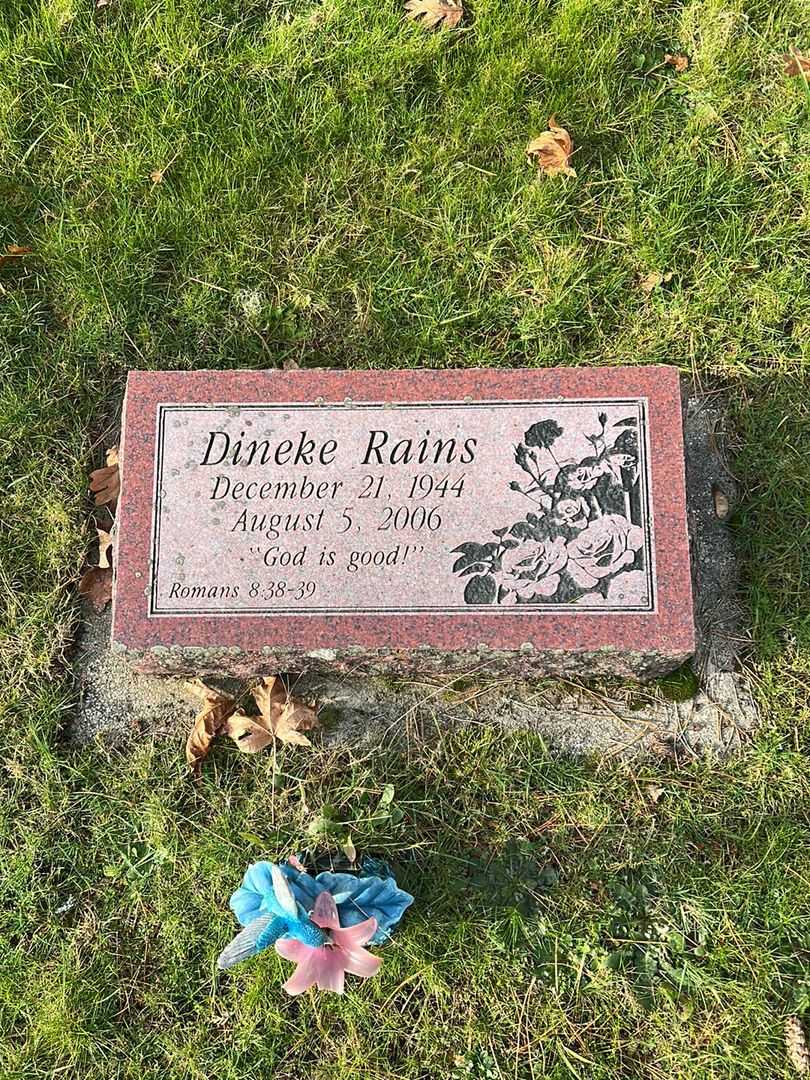 Dineke Rains
December 21, 1944
August 5, 2006
"God is good!"
Romans 8:38-39